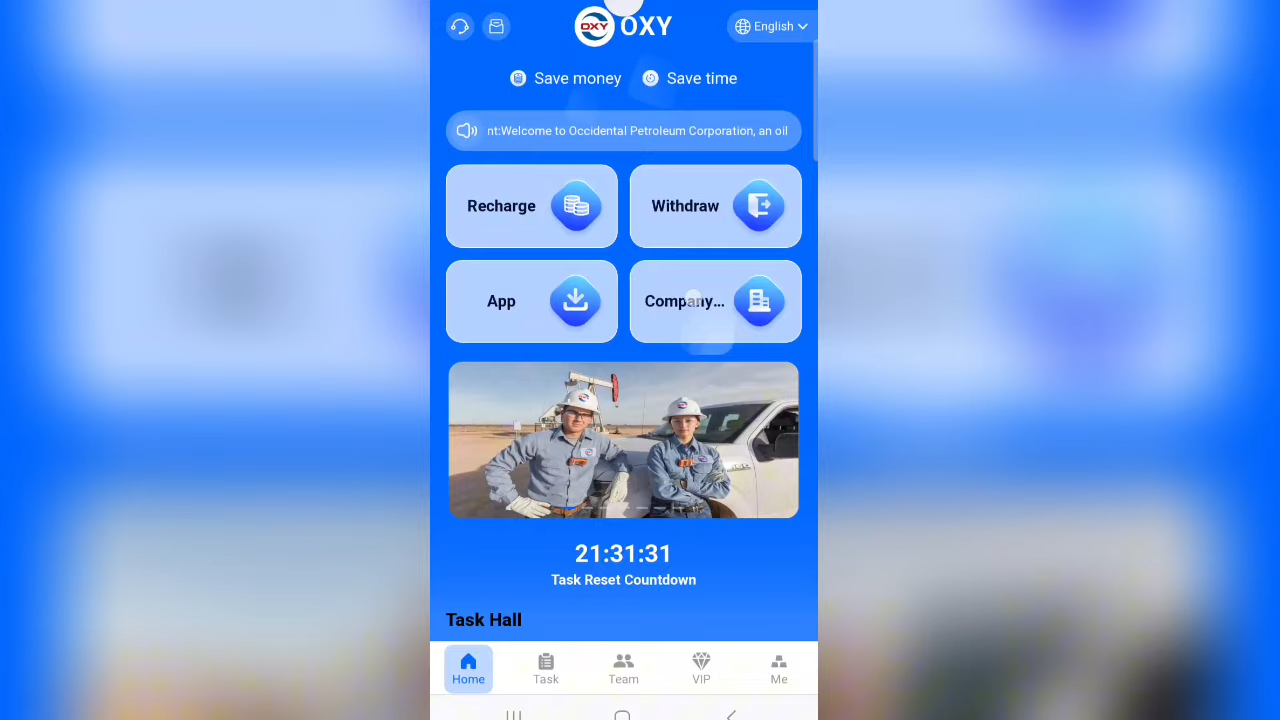 OXY OXY
English
Save money Save time
nt:Welcome to Occidental Petroleum Corporation, an oil
Recharge Withdraw
App Company...
21:31:31
Task Reset Countdown
Task Hall
Home Task Team VIP Me